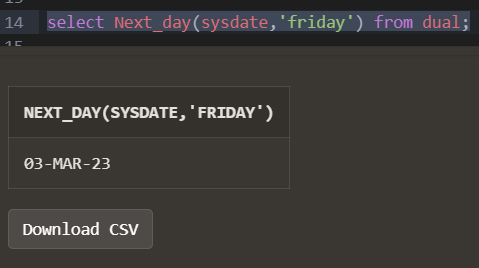 14 select Next_day(sysdate,'friday') from dual;
NEXT_DAY(SYSDATE,'FRIDAY')
03-MAR-23
Download CSV